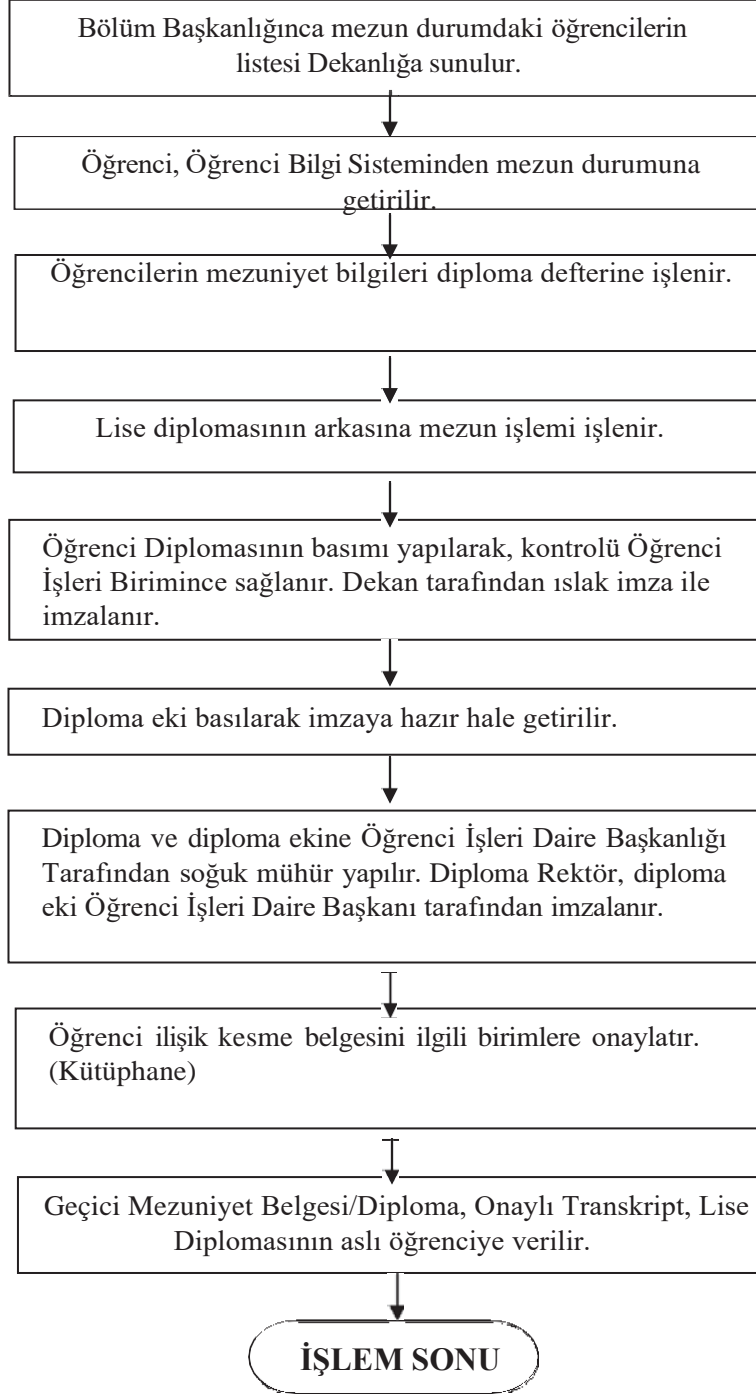 Bölüm Başkanlığınca mezun durumdaki öğrencilerin
listesi Dekanlığa sunulur.
Öğrenci, Öğrenci Bilgi Sisteminden mezun durumuna
getirilir.
Öğrencilerin mezuniyet bilgileri diploma defterine işlenir.
Lise diplomasının arkasına mezun işlemi işlenir.
Öğrenci Diplomasının basımı yapılarak, kontrolü Öğrenci
İşleri Birimince sağlanır. Dekan tarafından ıslak imza ile
imzalanır.
Diploma eki basılarak imzaya hazır hale getirilir.
Diploma ve diploma ekine Öğrenci İşleri Daire Başkanlığı
Tarafından soğuk mühür yapılır. Diploma Rektör, diploma
eki Öğrenci İşleri Daire Başkanı tarafından imzalanır.
Öğrenci ilişik kesme belgesini ilgili birimlere onaylatır.
(Kütüphane)
Geçici Mezuniyet Belgesi/Diploma, Onaylı Transkript, Lise
Diplomasının aslı öğrenciye verilir.
İŞLEM SONU